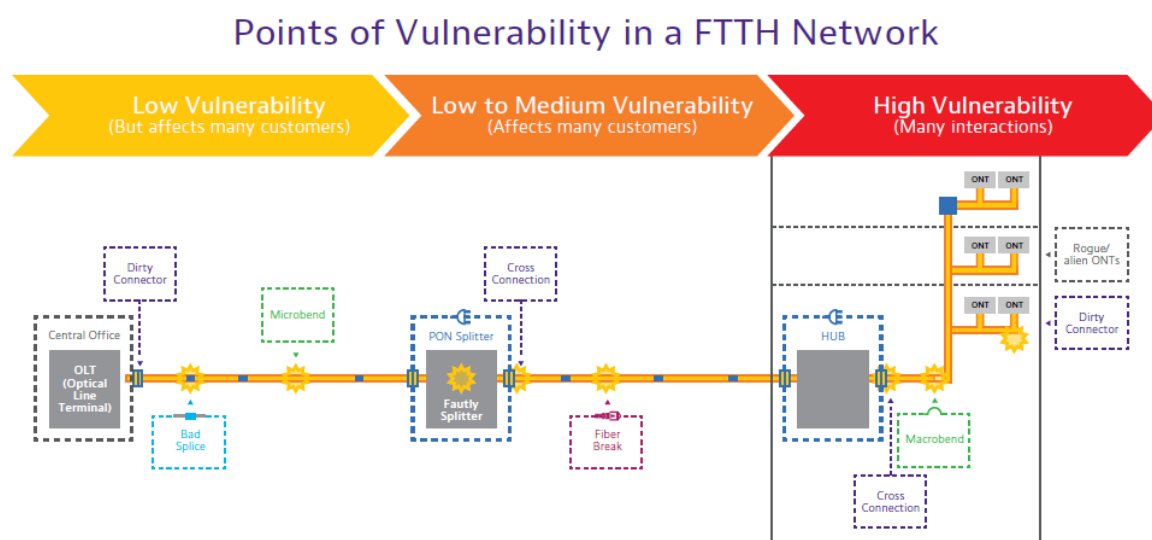 Points of Vulnerability in a FTTH Network
Low Vulnerability
(But affects many customers)
Low to Medium Vulnerability
(Affects many customers)
High Vulnerability
(Many interactions)
ONT ONT
Dirty
Connector
Cross
Connection
ONT ONT
Rogue/
alien ONTs
Microbend
ONT ONT
Dirty
Connector
Central Office
PON Splitter
HUB
OLT
(Optical
Line
Terminal)
Fautly
Splitter
Bad
Splice
Fiber
Break
Macrobend
Cross
Connection